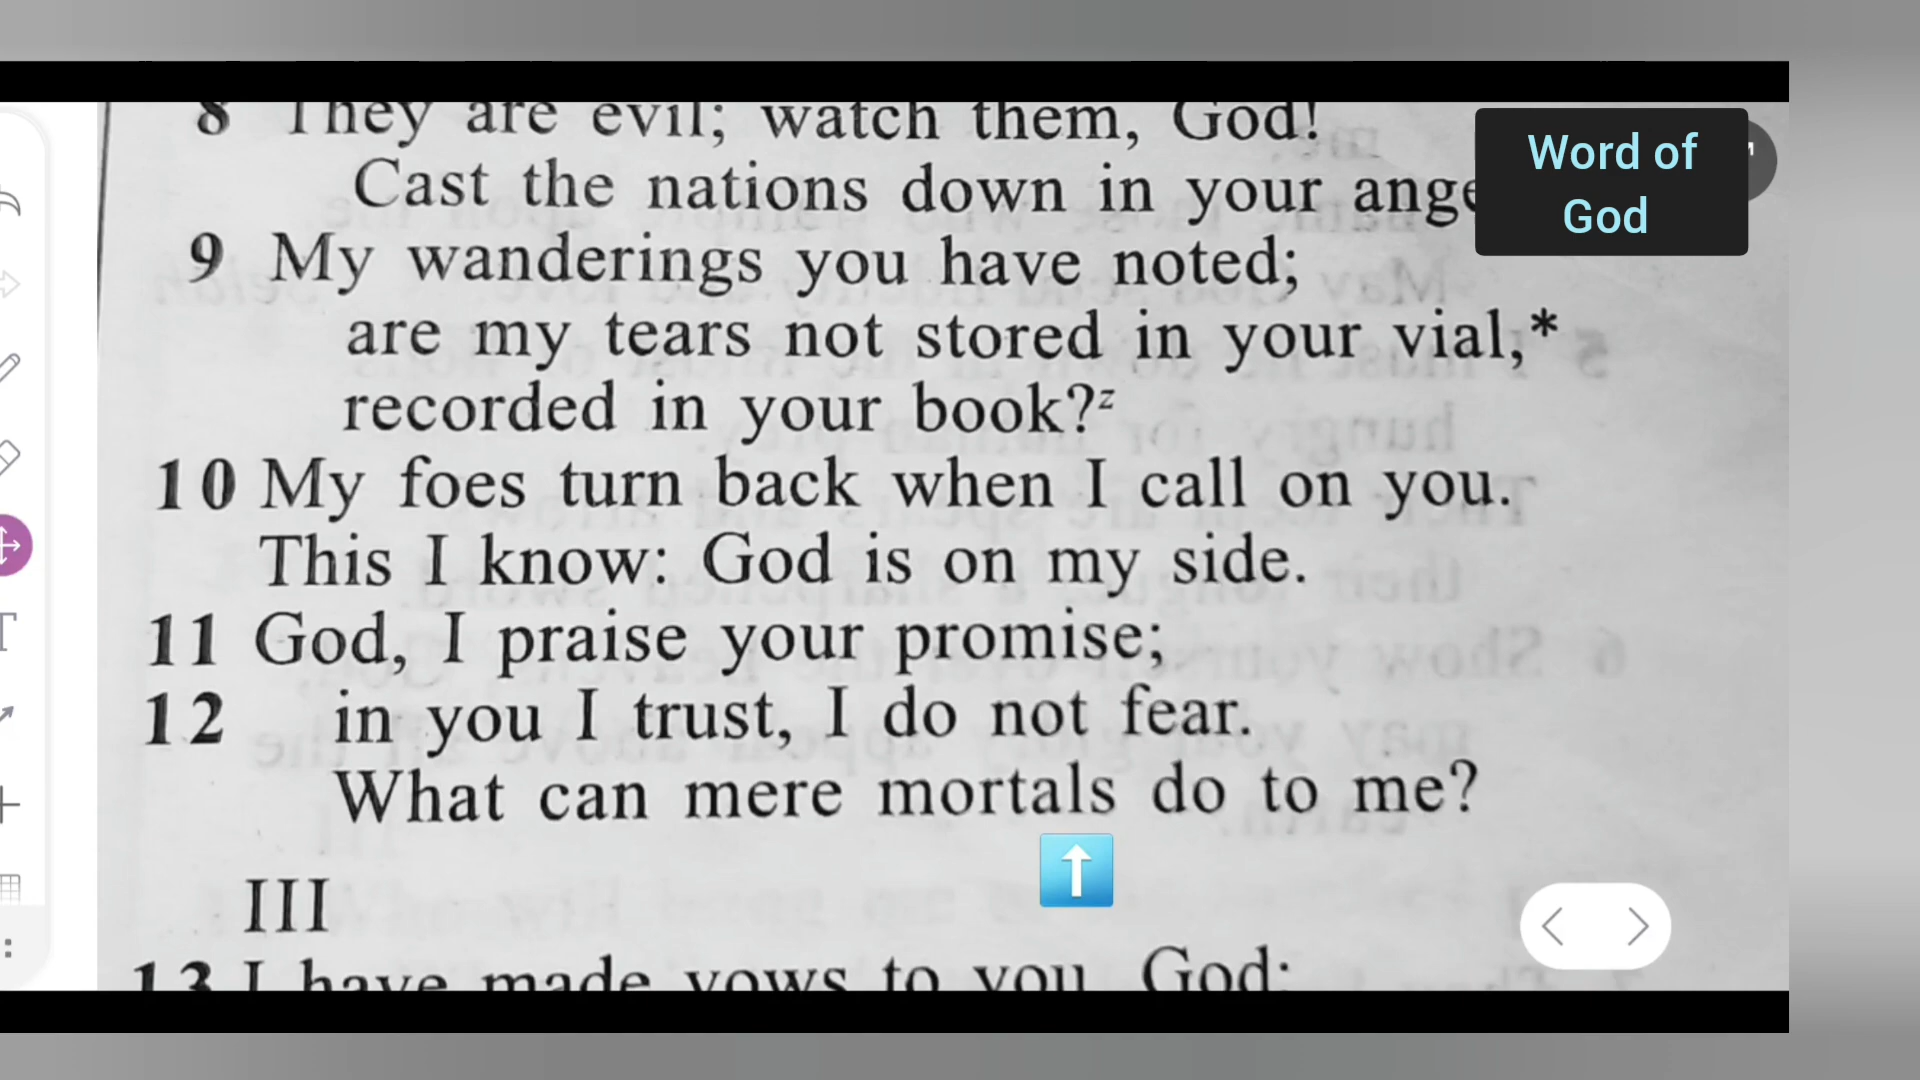 8 They are evil; watch them, God!
Cast the nations down in your ange
Word of
God
9 My wanderings you have noted;
are my tears not stored in your vial,*
recorded in your book?z
10 My foes turn back when I call on you.
This I know: God is on my side.
11 God, I praise your promise;
12 in you I trust, I do not fear.
What can mere mortals do to me?
III
13 I have made vows to you God;